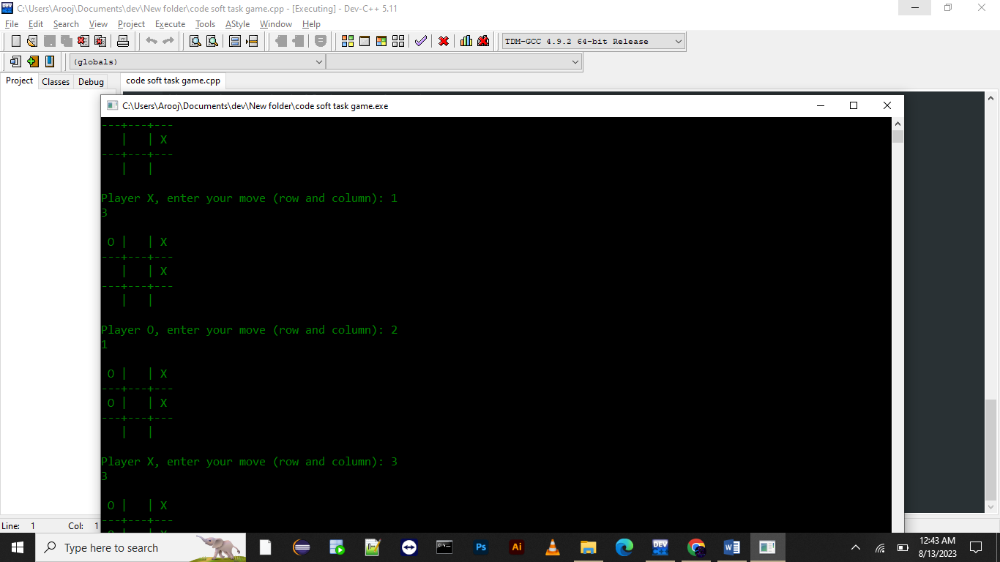 C:\Users\Arooj\Documents\dev\New folder\code soft task game.cpp - [Executing] - Dev-C++ 5.11
File Edit Search View Project Execute Tools AStyle Window Help
TDM-GCC 4.9.2 64-bit Release
(globals)
Project Classes Debug code soft task game.cpp
C:\Users\Arooj\Documents\dev\New folder\code soft task game.exe
---+---+---
   |   | X
---+---+---
   |   |
Player X, enter your move (row and column): 1
3
 O |   | X
---+---+---
   |   | X
---+---+---
   |   |
Player O, enter your move (row and column): 2
1
 O |   | X
---+---+---
 O |   | X
---+---+---
   |   |
Player X, enter your move (row and column): 3
3
 O |   | X
---+---+---
Line: 1 Col: 1
Type here to search
Ps
Ai
DEV
12:43 AM
8/13/2023